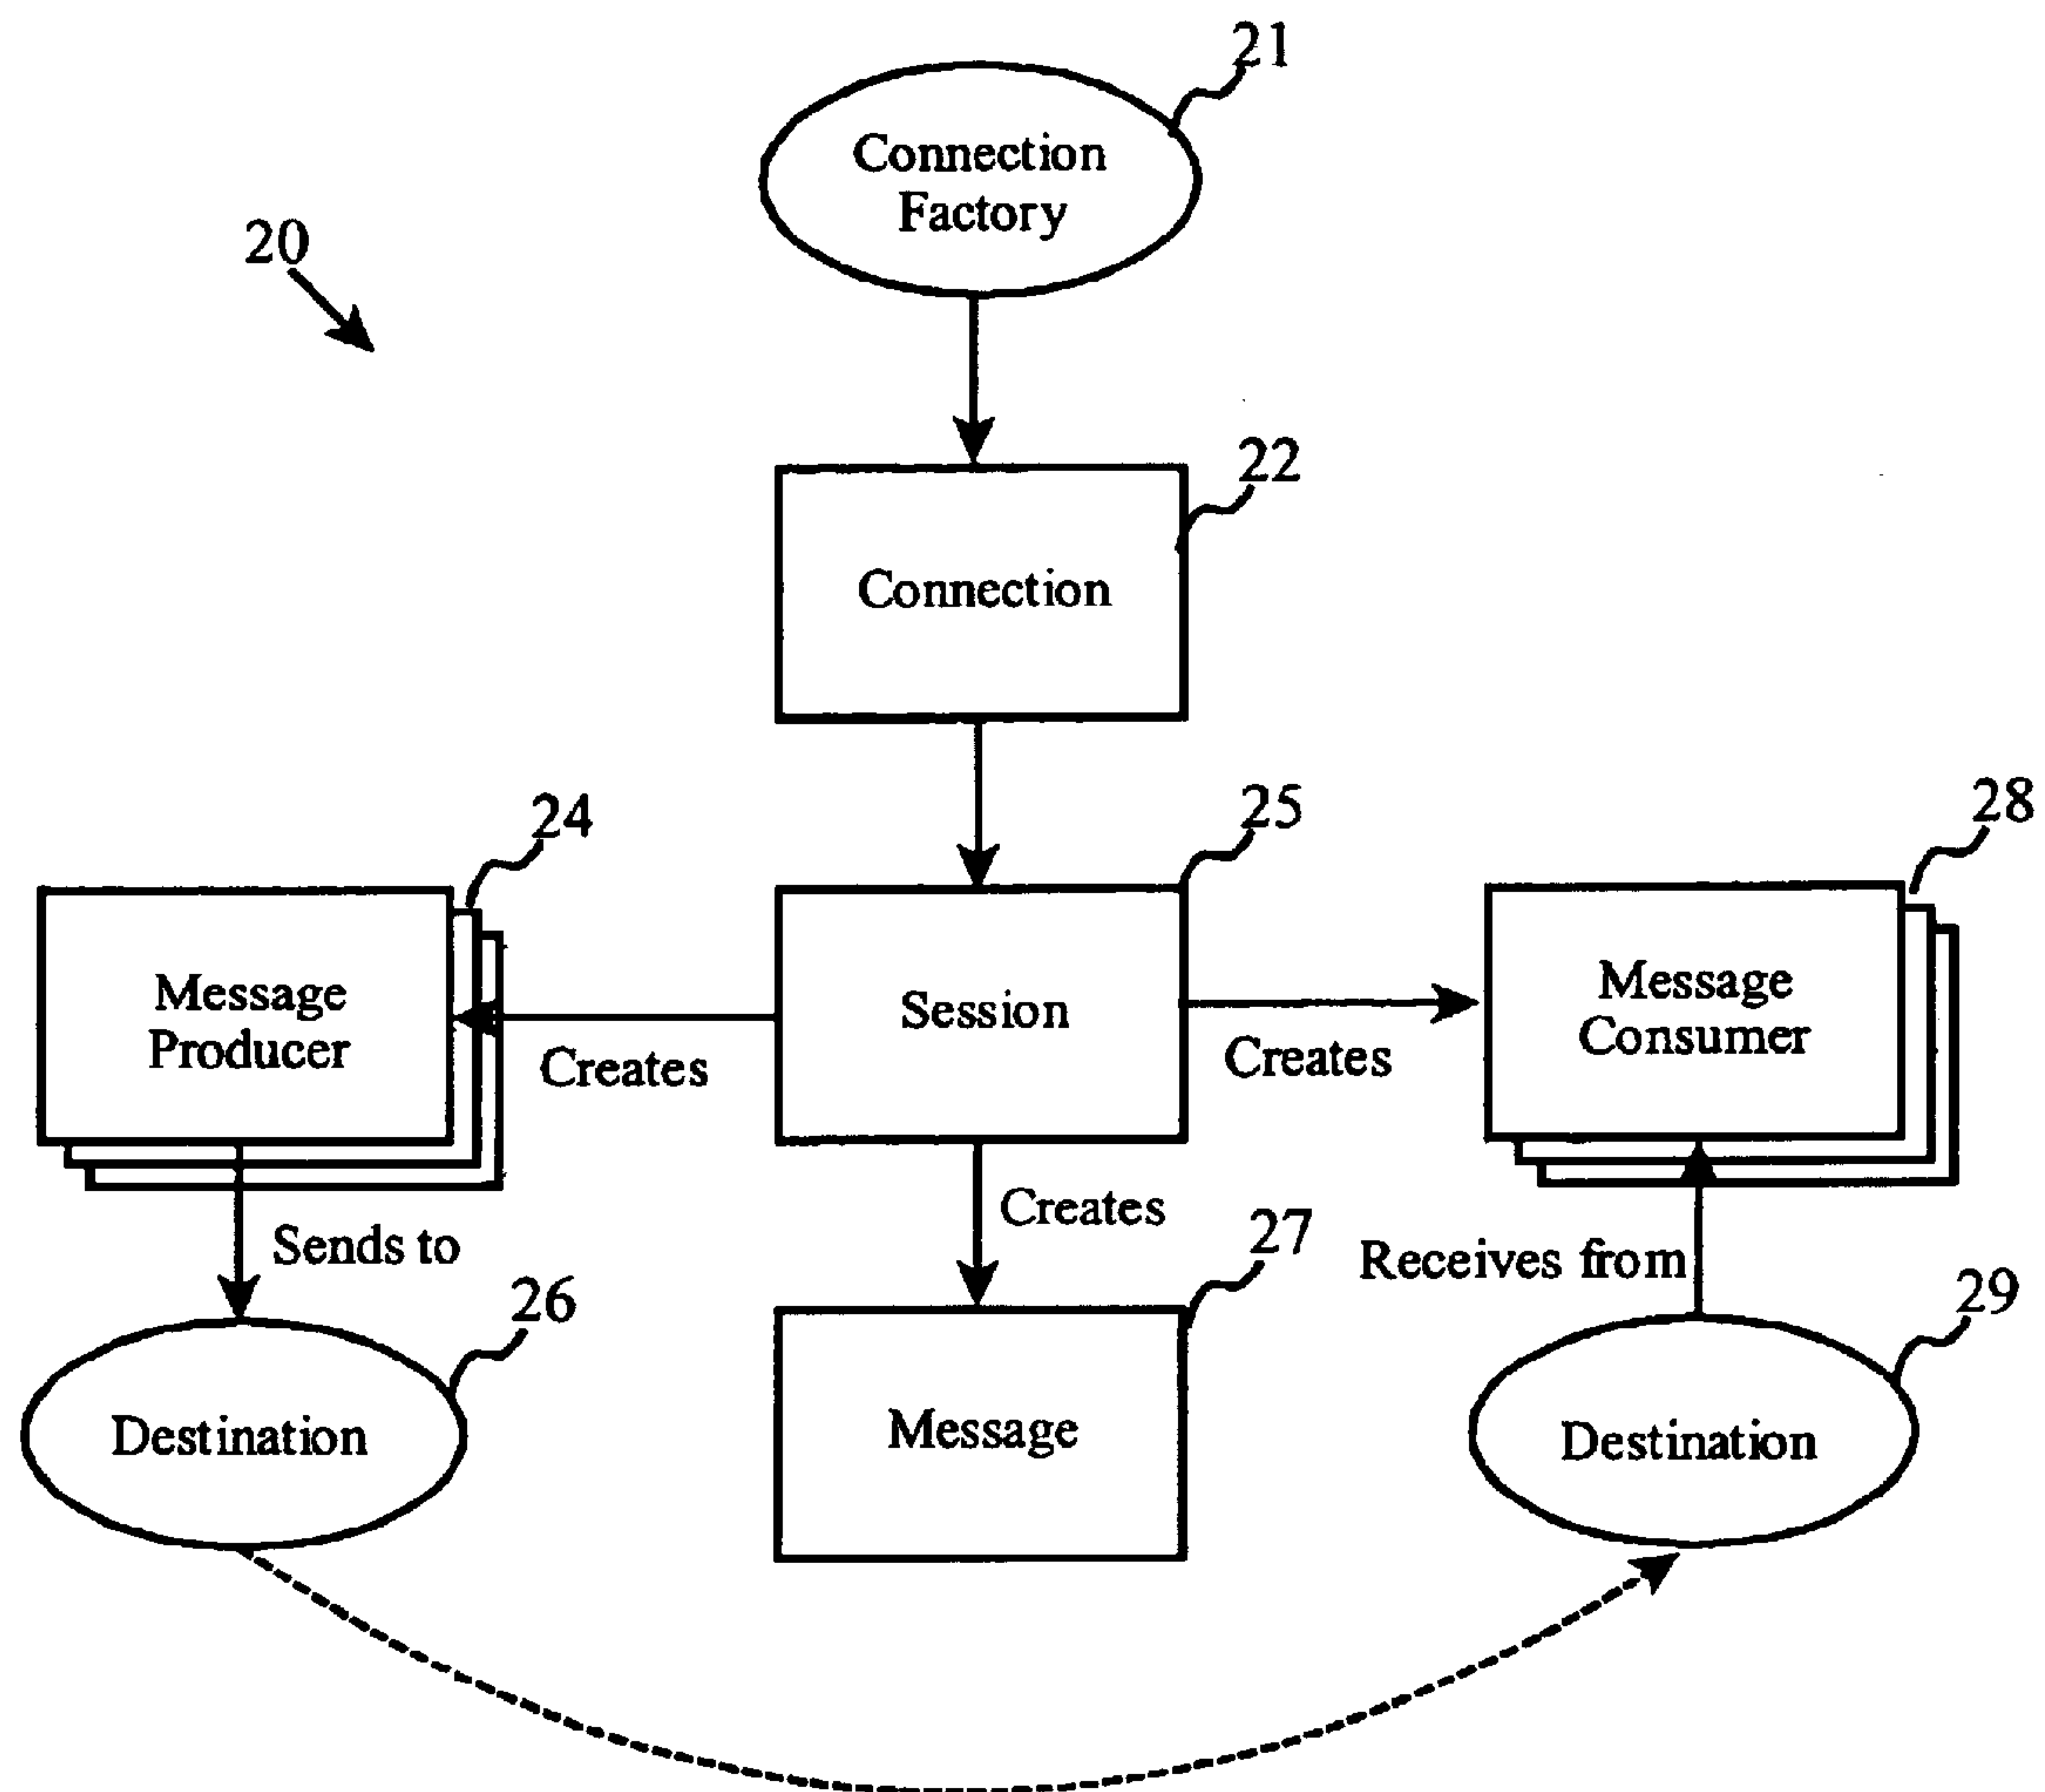 21
Connection
Factory
20
22
Connection
24
25
28
Message
Producer
Creates
Session
Creates
Message
Consumer
Sends to
Creates
27
Receives from
26
29
Destination
Message
Destination